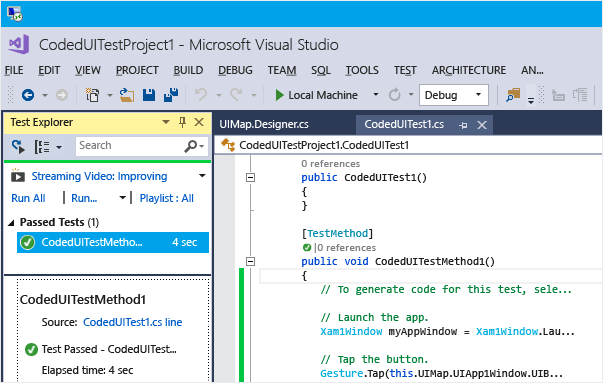 CodedUITestProject1 - Microsoft Visual Studio
FILE EDIT VIEW PROJECT BUILD DEBUG TEAM SQL TOOLS TEST ARCHITECTURE AN...
Local Machine Debug
Test Explorer
Search
Streaming Video: Improving
Run All Run... Playlist : All
Passed Tests (1)
CodedUITestMetho... 4 sec
CodedUITestMethod1
Source: CodedUITest1.cs line
Test Passed - CodedUITest...
Elapsed time: 4 sec
UIMap.Designer.cs CodedUITest1.cs
CodedUITestProject1.CodedUITest1
0 references
public CodedUITest1()
{
}
[TestMethod]
|0 references
public void CodedUITestMethod1()
{
// To generate code for this test, sele...
// Launch the app.
Xam1Window myAppWindow = Xam1Window.Lau...
// Tap the button.
Gesture.Tap(this.UIMap.UIApp1Window.UIB...